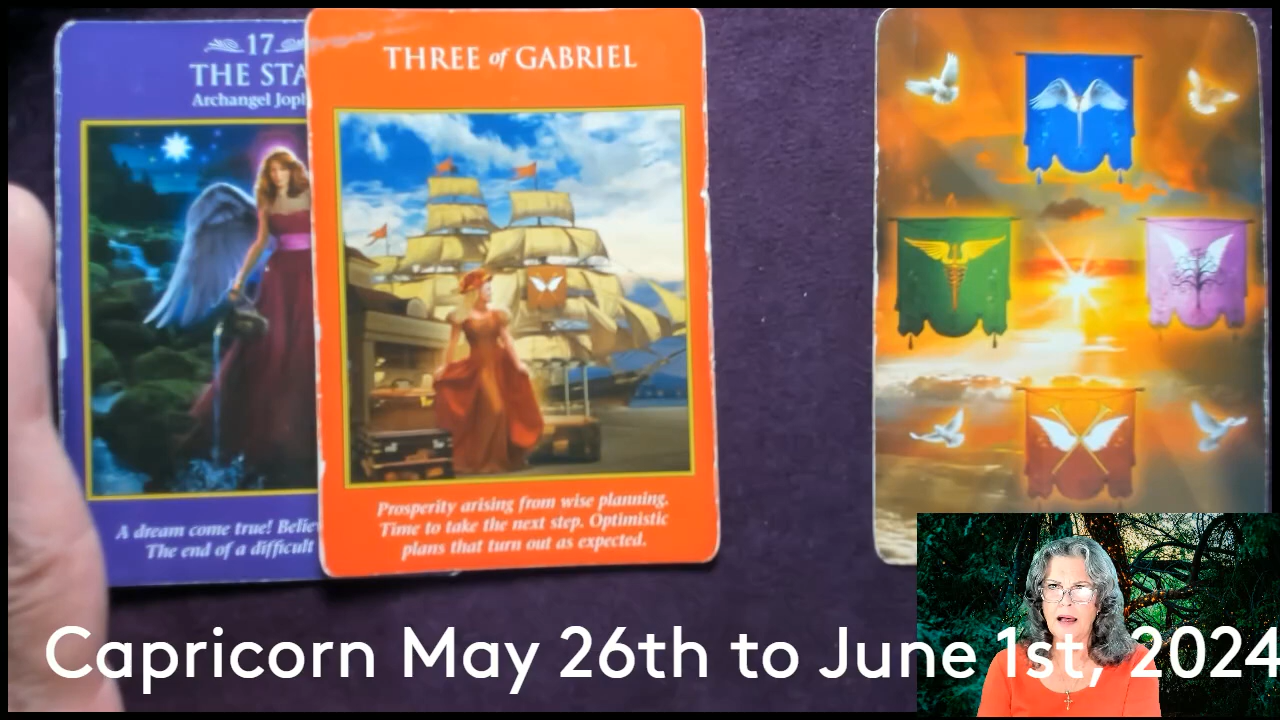 17
THE STA
Archangel Joph
A dream come true! Belie
The end of a difficult
THREE of GABRIEL
Prosperity arising from wise planning.
Time to take the next step. Optimistic
plans that turn out as expected.
Capricorn May 26th to June 1st, 2024